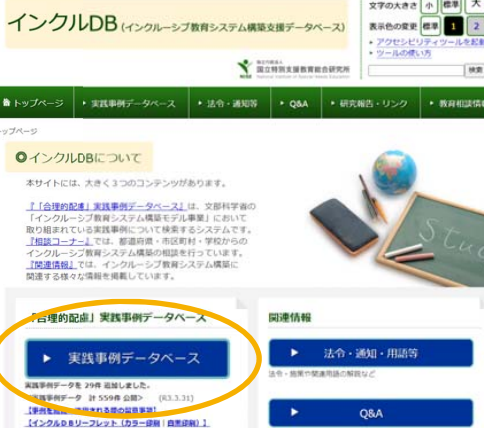 文字の大きさ 小 標準 大
インクルDB (インクルーシブ教育システム構築支援データベース)
表示色の変更 標準 1 2
アクセシビリティツールを起動
ツールの使い方
国立特別支援教育総合研究所
検索
トップページ
実践事例データベース
法令・通知等
Q&A
研究報告・リンク
教育相談情報
ップページ
インクルDBについて
本サイトには、大きく３つのコンテンツがあります。
『「合理的配慮」実践事例データベース』は、文部科学省の
「インクルーシブ教育システム構築モデル事業」において
取り組まれている実践事例について検索するシステムです。
『相談コーナー』では、都道府県・市区町村・学校からの
インクルーシブ教育システム構築の相談を行っています。
『関連情報』では、インクルーシブ教育システム構築に
関連する様々な情報を掲載しています。
Stud
「合理的配慮」実践事例データベース
実践事例データベース
実践事例データを 29件 追加しました。
実践事例データ 計 559件 公開> (R3.3.31)
【インクルＤＢリーフレット（カラー印刷｜白黒印刷）】
関連情報
法令・通知・用語等
法令・施策や関連用語の解説など
Q&A